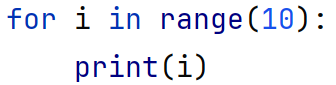 for i in range(10):
    print(i)